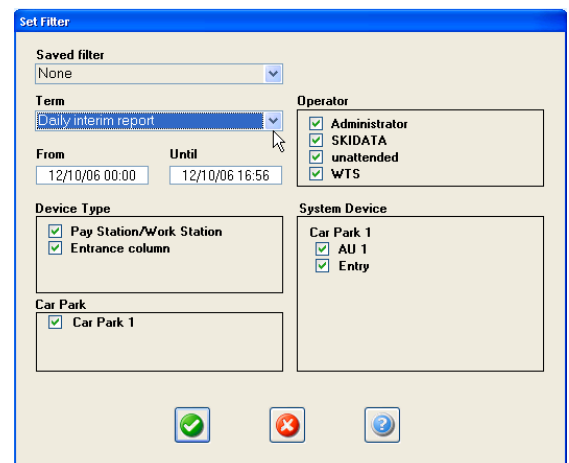 Set Filter
Saved filter
None
Term
Daily interim report
From Until
12/10/06 00:00 12/10/06 16:56
Operator
Administrator
SKIDATA
unattended
WTS
Device Type
Pay Station/Work Station
Entrance column
System Device
Car Park 1
AU 1
Entry
Car Park
Car Park 1